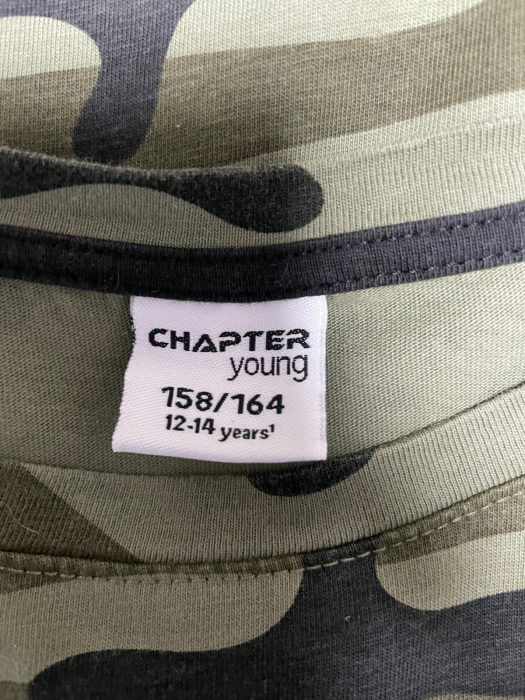 CHAPTER
young
158/164
12-14 years¹